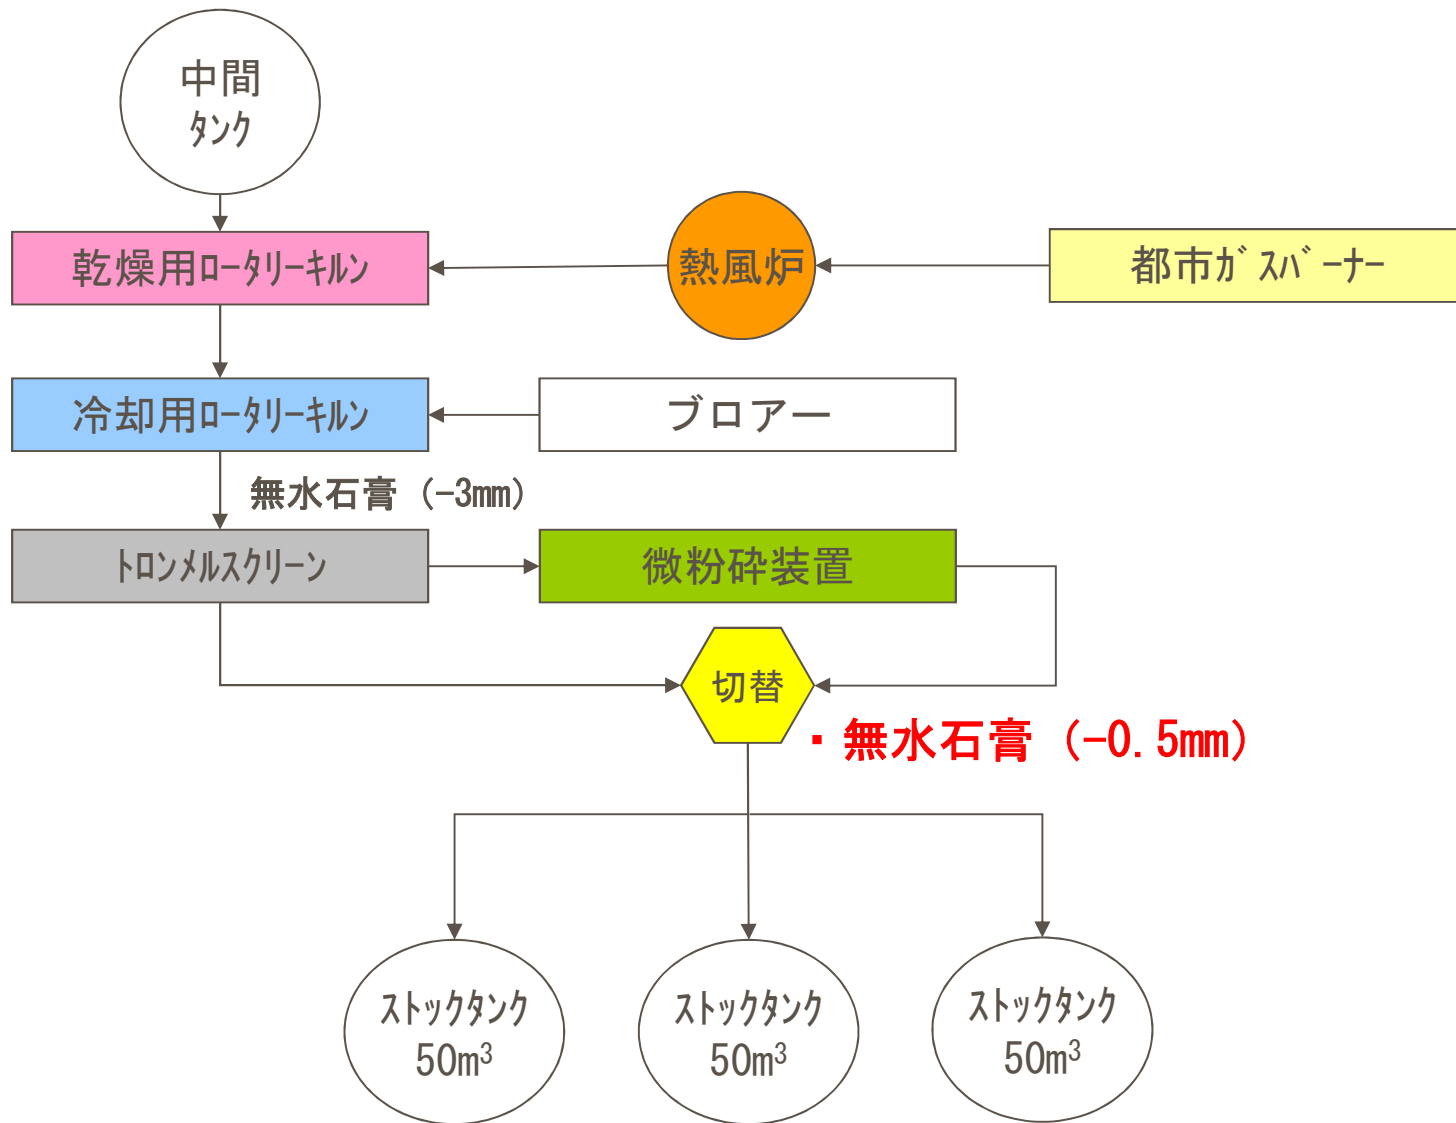 中間
ﾀﾝｸ
乾燥用ﾛｰﾀﾘｰｷﾙﾝ
熱風炉
都市ｶﾞｽﾊﾞｰﾅｰ
冷却用ﾛｰﾀﾘｰｷﾙﾝ
ブロアー
無水石膏（-3mm）
ﾄﾛﾝﾒﾙｽｸﾘｰﾝ
微粉砕装置
切替
・無水石膏（-0.5mm）
ｽﾄｯｸﾀﾝｸ
50m³
ｽﾄｯｸﾀﾝｸ
50m³
ｽﾄｯｸﾀﾝｸ
50m³